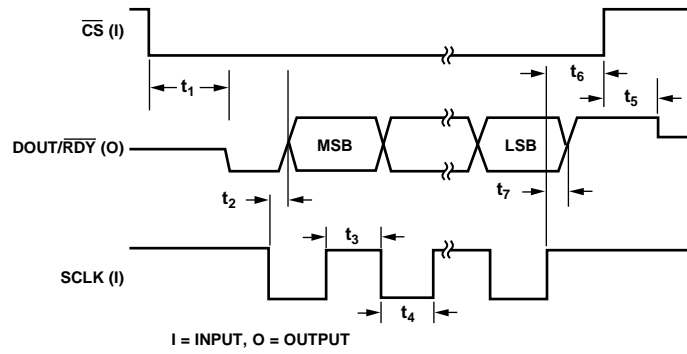 CS (I)
t1
t6
t5
DOUT/RDY (O)
MSB
LSB
t2
t7
t3
SCLK (I)
t4
I = INPUT, O = OUTPUT